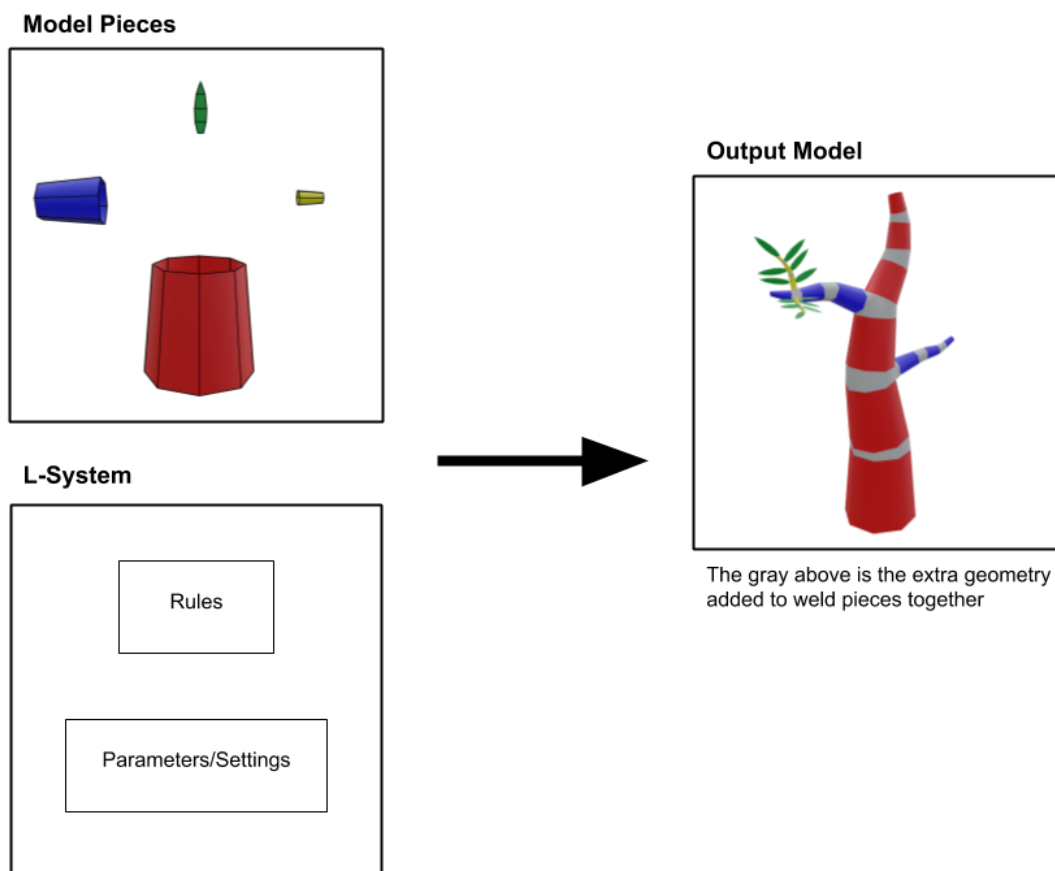 Model Pieces
L-System
Rules
Parameters/Settings
Output Model
The gray above is the extra geometry
added to weld pieces together